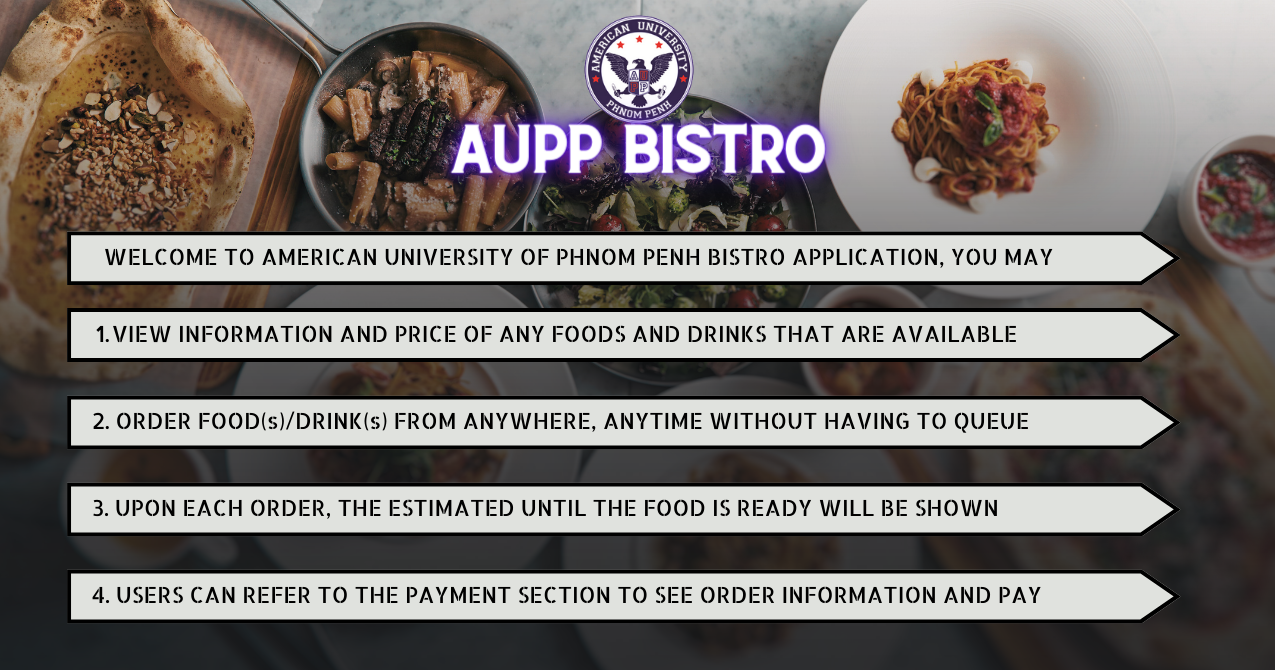 AMERICAN UNIVERSITY
PHNOM PENH
AUPP BISTRO
WELCOME TO AMERICAN UNIVERSITY OF PHNOM PENH BISTRO APPLICATION, YOU MAY
1.VIEW INFORMATION AND PRICE OF ANY FOODS AND DRINKS THAT ARE AVAILABLE
2. ORDER FOOD(s)/DRINK(s) FROM ANYWHERE, ANYTIME WITHOUT HAVING TO QUEUE
3. UPON EACH ORDER, THE ESTIMATED UNTIL THE FOOD IS READY WILL BE SHOWN
4. USERS CAN REFER TO THE PAYMENT SECTION TO SEE ORDER INFORMATION AND PAY